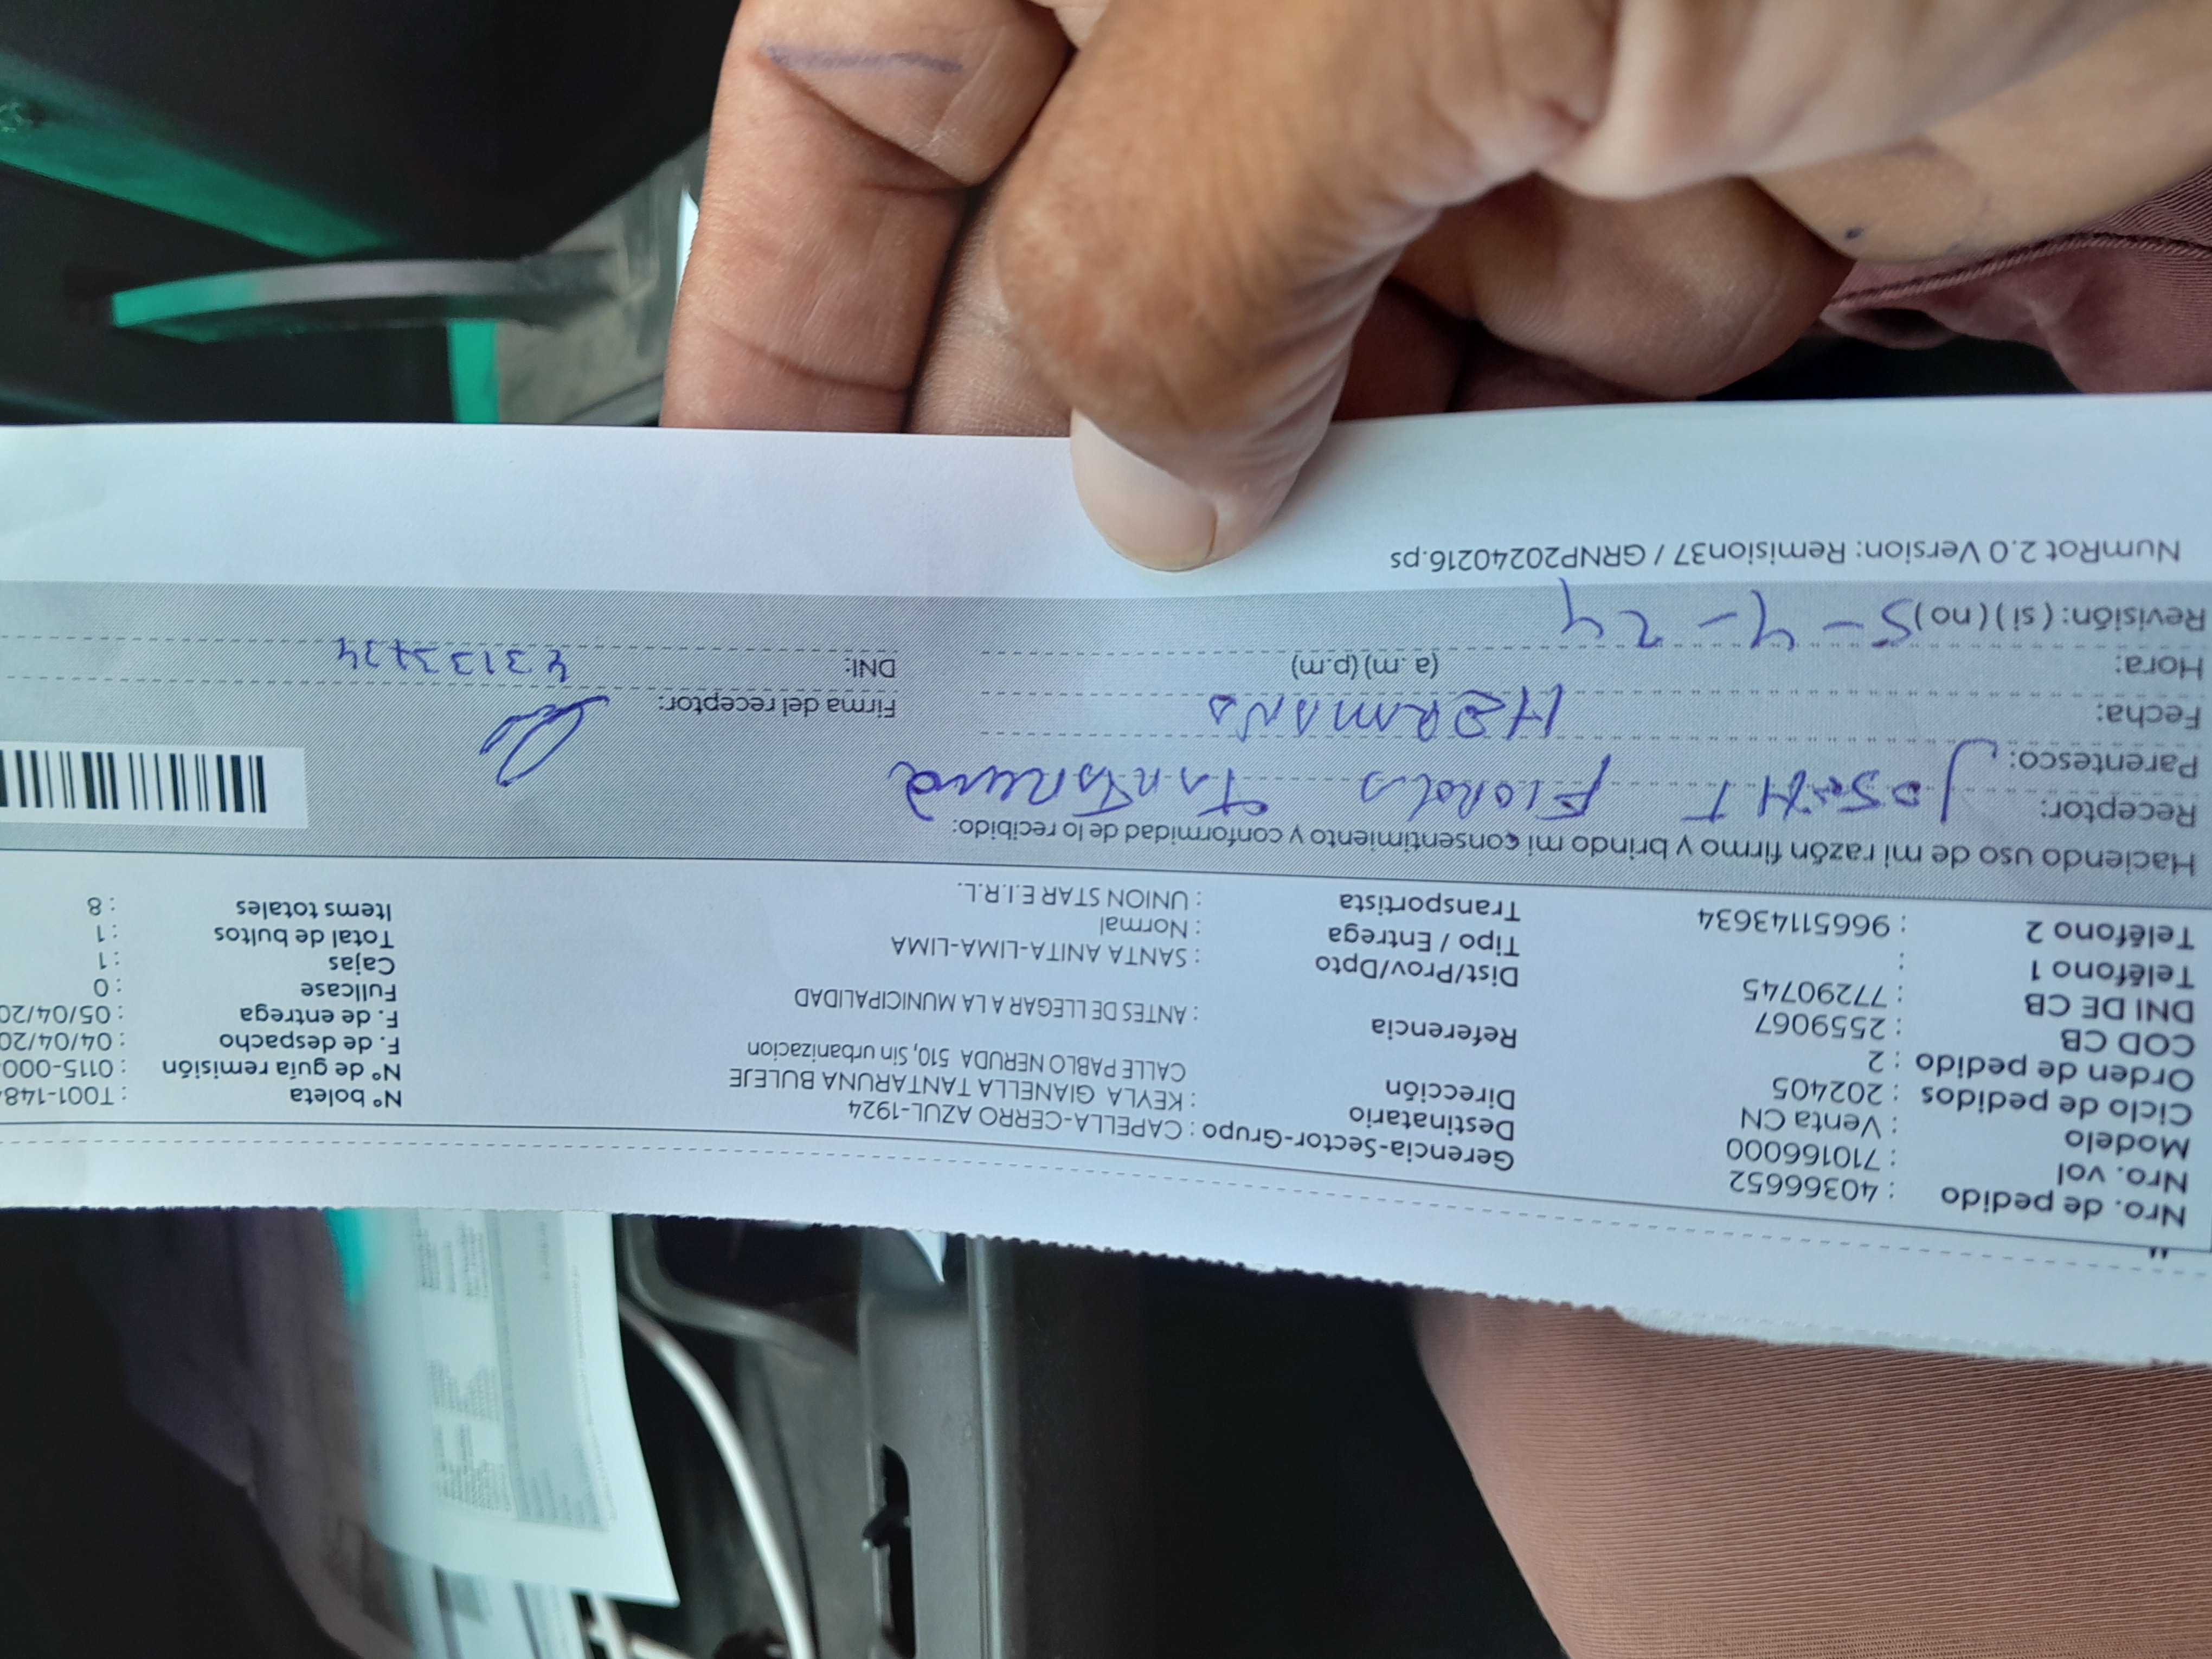 Nro. de pedido : 40366652
Nro. vol : 710166000
Modelo : Venta CN
Ciclo de pedidos : 202405
Orden de pedido : 2
COD CB : 2559067
DNI DE CB : 77290745
Teléfono 1 :
Teléfono 2 : 96651143634
Gerencia-Sector-Grupo : CAPELLA-CERRO AZUL-1924
Destinatario : KEYLA GIANELLA TANTARUNA BULEJE
Dirección CALLE PABLO NERUDA 510, Sin urbanizacion
Referencia : ANTES DE LLEGAR A LA MUNICIPALIDAD
Dist/Prov/Dpto : SANTA ANITA-LIMA-LIMA
Tipo / Entrega : Normal
Transportista : UNION STAR E.I.R.L.
N° boleta : T001-148
N° de guía remisión : 0115-000
F. de despacho : 04/04/20
F. de entrega : 05/04/20
Fullcase : 0
Cajas : 1
Total de bultos : 1
Items totales : 8
Haciendo uso de mi razón firmo y brindo mi consentimiento y conformidad de lo recibido:
Receptor:
Parentesco: Flores
Fecha: HERMANO
Hora: (a. m) (p.m)
Revisión: ( si ) ( no ) 5 - 4 - 24
Firma del receptor:
DNI:
NumRot 2.0 Version: Remision37 / GRNP20240216.ps